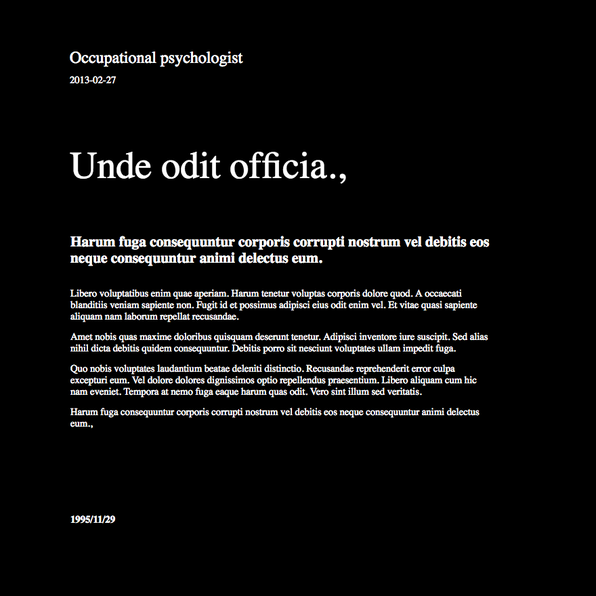 Occupational psychologist
2013-02-27
Unde odit officia.,
Harum fuga consequuntur corporis corrupti nostrum vel debitis eos
neque consequuntur animi delectus eum.
Libero voluptatibus enim quae aperiam. Harum tenetur voluptas corporis dolore quod. A occaecati
blanditiis veniam sapiente non. Fugit id et possimus adipisci eius odit enim vel. Et vitae quasi sapiente
aliquam nam laborum repellat recusandae.
Amet nobis quas maxime doloribus quisquam deserunt tenetur. Adipisci inventore iure suscipit. Sed alias
nihil dicta debitis quidem consequuntur. Debitis porro sit nesciunt voluptates ullam impedit fuga.
Quo nobis voluptates laudantium beatae deleniti distinctio. Recusandae reprehenderit error culpa
excepturi eum. Vel dolore dolores dignissimos optio repellendus praesentium. Libero aliquam cum hic
nam eveniet. Tempora at nemo fuga eaque harum quas odit. Vero sint illum sed veritatis.
Harum fuga consequuntur corporis corrupti nostrum vel debitis eos neque consequuntur animi delectus
eum.,
1995/11/29